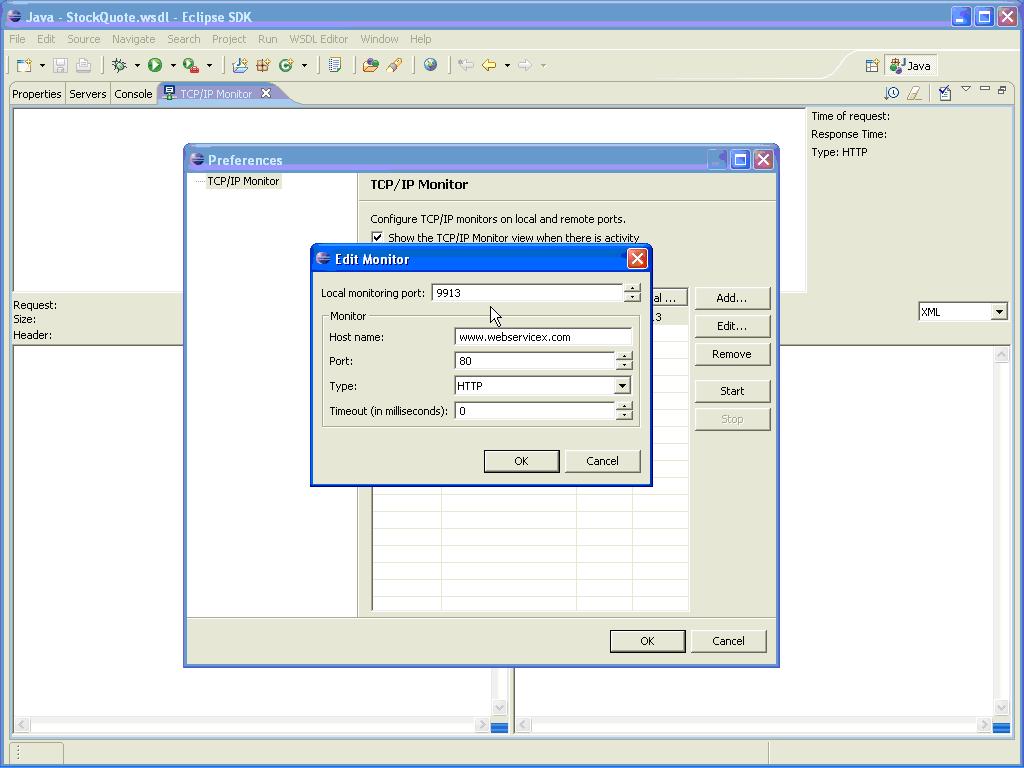 Java - StockQuote.wsdl - Eclipse SDK
File Edit Source Navigate Search Project Run WSDL Editor Window Help
Java
Properties Servers Console TCP/IP Monitor
Time of request:
Response Time:
Type: HTTP
Preferences
TCP/IP Monitor
TCP/IP Monitor
Configure TCP/IP monitors on local and remote ports.
Show the TCP/IP Monitor view when there is activity
Edit Monitor
Local monitoring port: 9913
Monitor
Host name: www.webservicex.com
Port: 80
Type: HTTP
Timeout (in milliseconds): 0
OK Cancel
al ...
.3
Add...
Edit...
Remove
Start
Stop
Request:
Size:
Header:
XML
OK Cancel